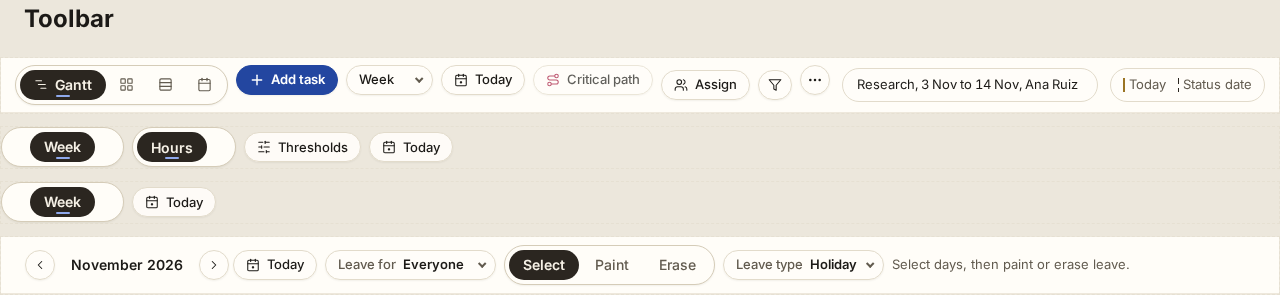 Toolbar
Gantt Add task Week Today Critical path Assign Research, 3 Nov to 14 Nov, Ana Ruiz Today Status date
Week Hours Thresholds Today
Week Today
November 2026 Today Leave for Everyone Select Paint Erase Leave type Holiday Select days, then paint or erase leave.